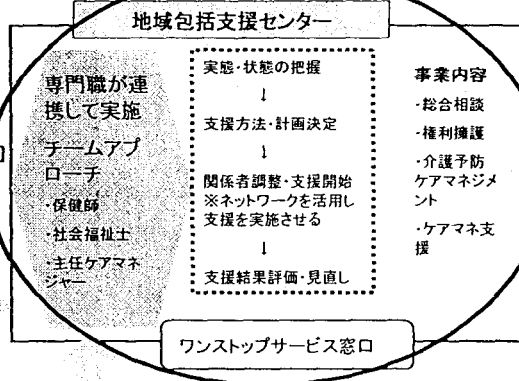 地域包括支援センター
専門職が連
携して実施
チームアプ
ローチ
・保健師
・社会福祉士
・主任ケアマネ
ジャー
実態・状態の把握
↓
支援方法・計画決定
↓
関係者調整・支援開始
※ネットワークを活用し
支援を実施させる
↓
支援結果評価・見直し
事業内容
・総合相談
・権利擁護
・介護予防
ケアマネジメ
ント
・ケアマネ支
援
ワンストップサービス窓口